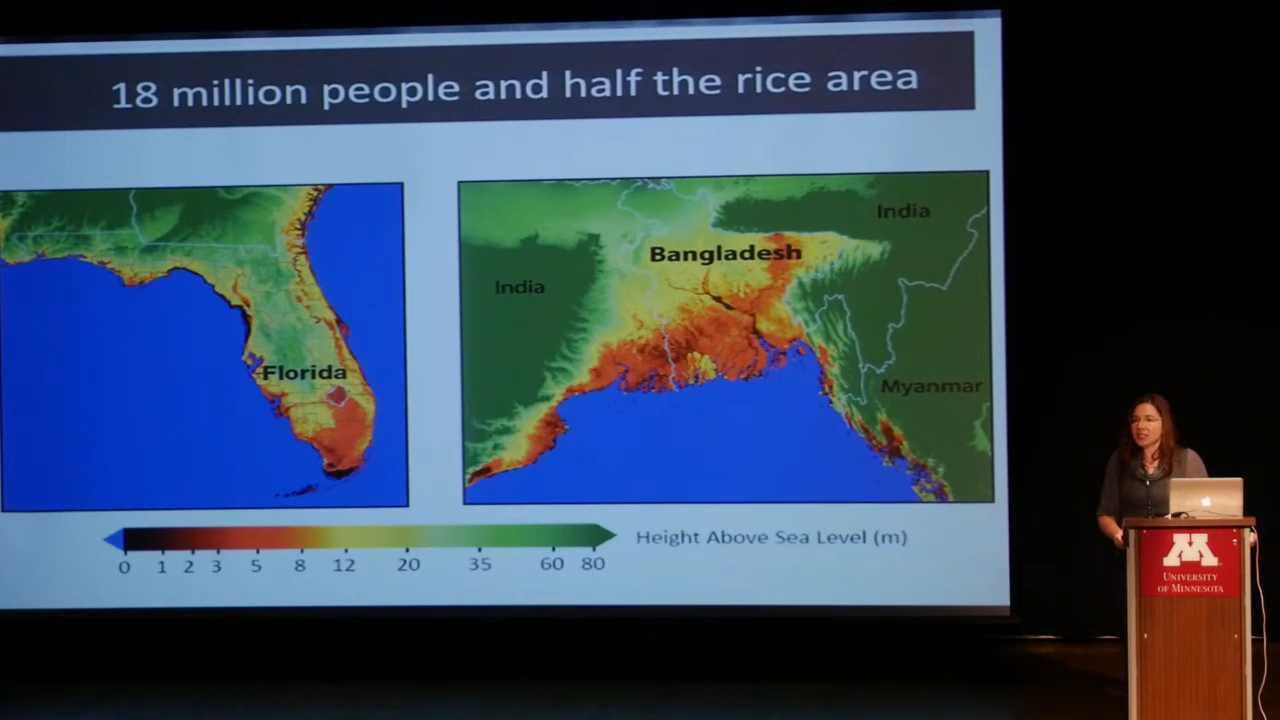 18 million people and half the rice area
Florida
India
Bangladesh
India
Myanmar
0 1 2 3 5 8 12 20 35 60 80
Height Above Sea Level (m)
M
UNIVERSITY
OF MINNESOTA